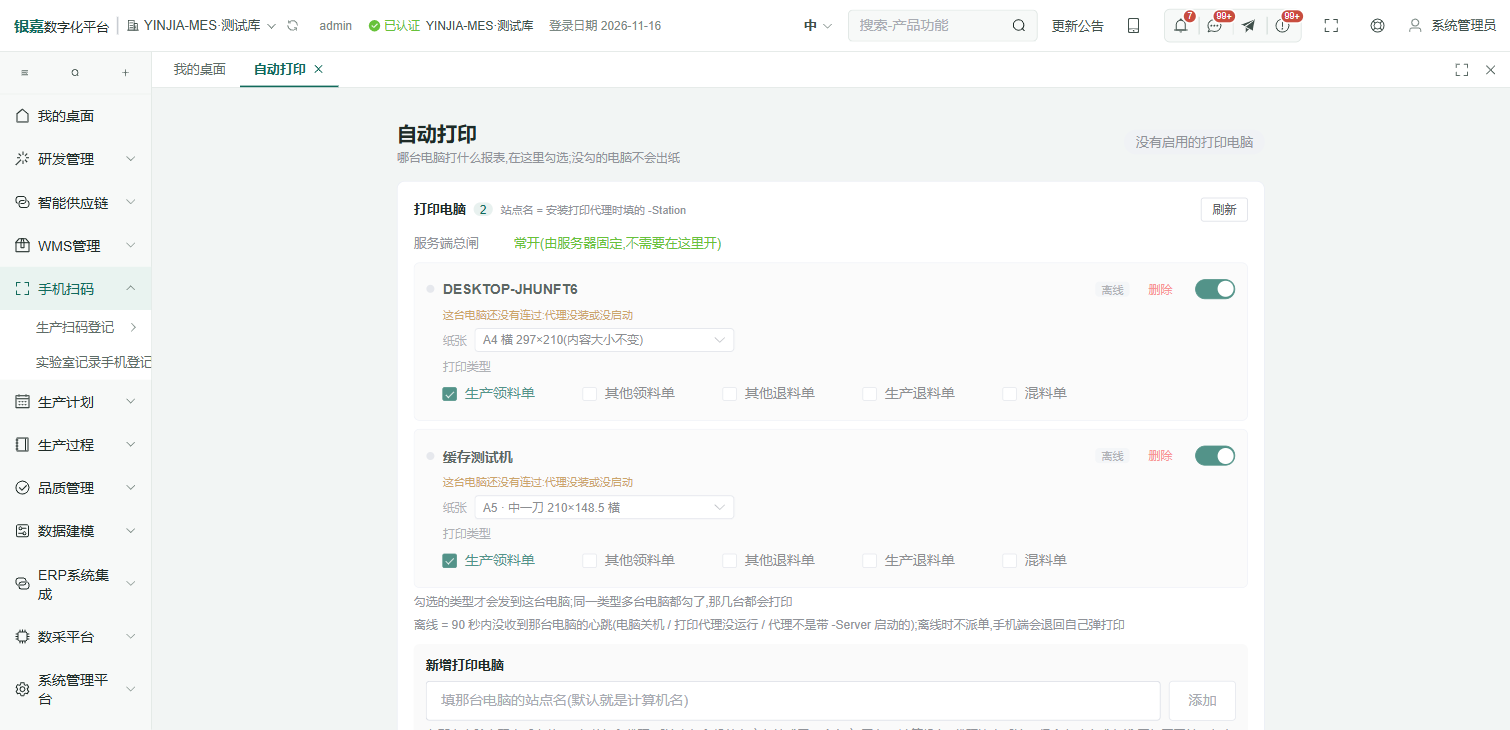 银嘉数字化平台 YINJIA-MES·测试库 admin 已认证 YINJIA-MES·测试库 登录日期 2026-11-16 中 搜索-产品功能 更新公告 7 99+ 99+ 系统管理员
我的桌面 自动打印
我的桌面
研发管理
智能供应链
WMS管理
手机扫码
生产扫码登记
实验室记录手机登记
生产计划
生产过程
品质管理
数据建模
ERP系统集
成
数采平台
系统管理平
台
自动打印
没有启用的打印电脑
哪台电脑打什么报表,在这里勾选;没勾的电脑不会出纸
打印电脑 2 站点名 = 安装打印代理时填的 -Station 刷新
服务端总闸 常开(由服务器固定,不需要在这里开)
DESKTOP-JHUNFT6 离线 删除
这台电脑还没有连过:代理没装或没启动
纸张 A4 横 297×210(内容大小不变)
打印类型
生产领料单 其他领料单 其他退料单 生产退料单 混料单
缓存测试机 离线 删除
这台电脑还没有连过:代理没装或没启动
纸张 A5 · 中一刀 210×148.5 横
打印类型
生产领料单 其他领料单 其他退料单 生产退料单 混料单
勾选的类型才会发到这台电脑;同一类型多台电脑都勾了,那几台都会打印
离线 = 90 秒内没收到那台电脑的心跳(电脑关机 / 打印代理没运行 / 代理不是带 -Server 启动的);离线时不派单,手机端会退回自己弹打印
新增打印电脑
填那台电脑的站点名(默认就是计算机名) 添加